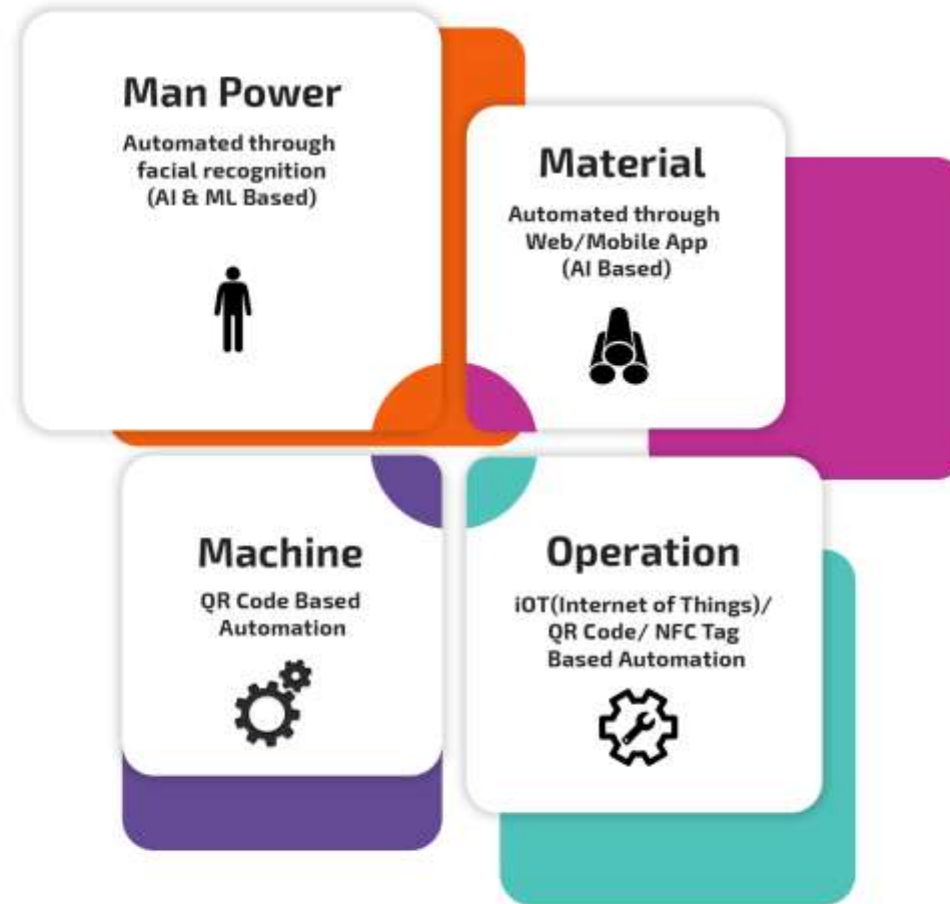 Man Power
Automated through
facial recognition
(AI & ML Based)
Material
Automated through
Web/Mobile App
(AI Based)
Machine
QR Code Based
Automation
Operation
iOT(Internet of Things)/
QR Code/ NFC Tag
Based Automation